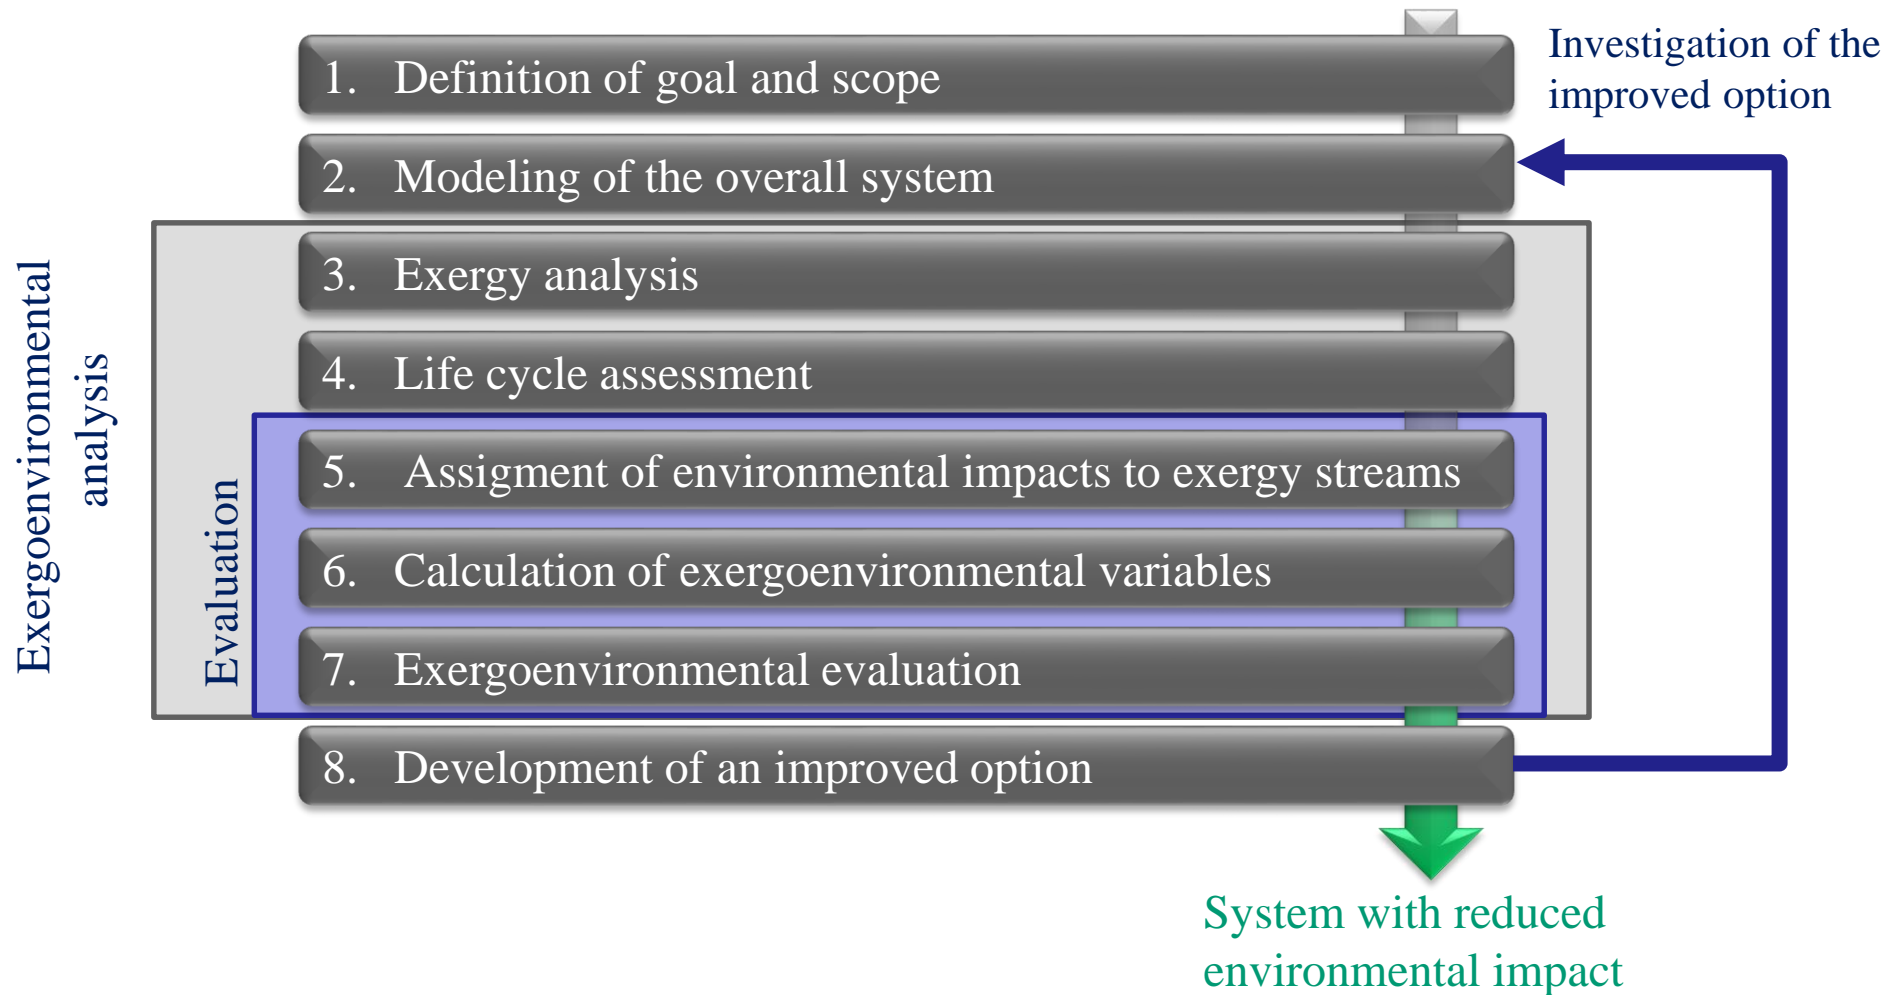 Investigation of the
improved option
1. Definition of goal and scope
2. Modeling of the overall system
3. Exergy analysis
4. Life cycle assessment
5. Assigment of environmental impacts to exergy streams
6. Calculation of exergoenvironmental variables
7. Exergoenvironmental evaluation
8. Development of an improved option
Exergoenvironmental
analysis
Evaluation
System with reduced
environmental impact